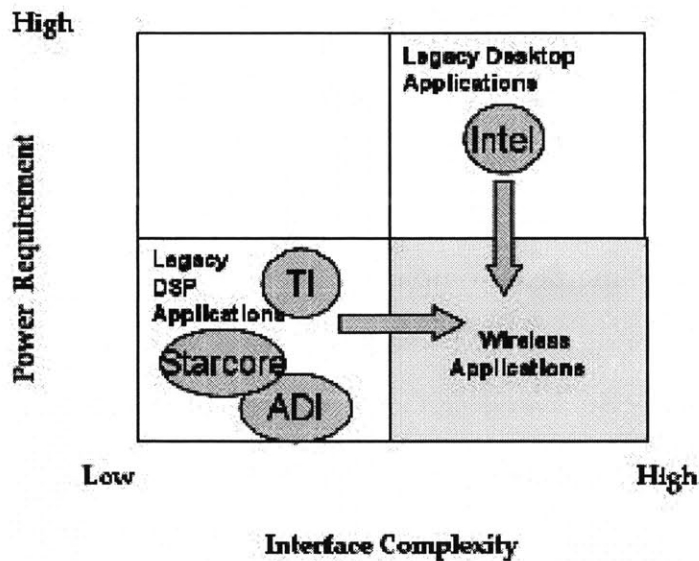 High
Legacy Desktop
Applications
Intel
Power Requirement
Legacy
DSP
Applications
TI
Starcore
ADI
Wireless
Applications
Low
High
Interface Complexity